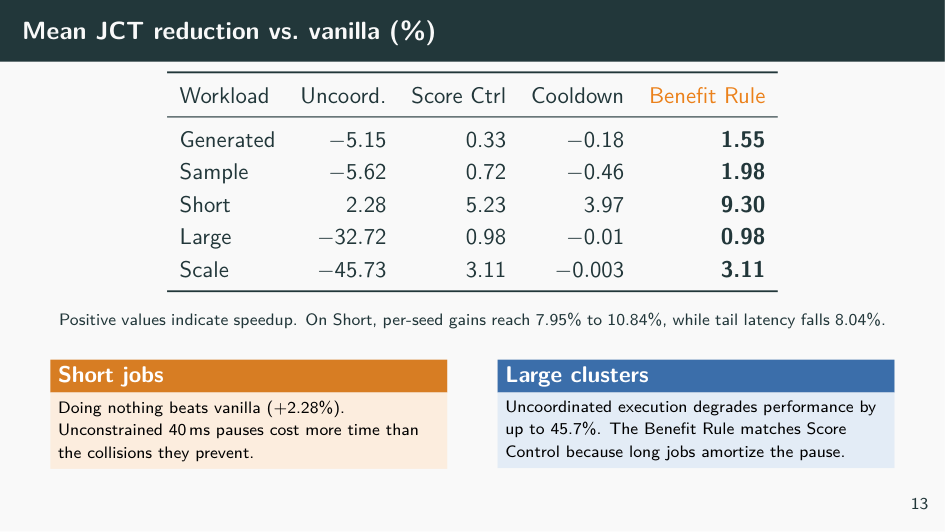 Mean JCT reduction vs. vanilla (%)
Workload Uncoord. Score Ctrl Cooldown Benefit Rule
Generated −5.15 0.33 −0.18 1.55
Sample −5.62 0.72 −0.46 1.98
Short 2.28 5.23 3.97 9.30
Large −32.72 0.98 −0.01 0.98
Scale −45.73 3.11 −0.003 3.11
Positive values indicate speedup. On Short, per-seed gains reach 7.95% to 10.84%, while tail latency falls 8.04%.
Short jobs
Doing nothing beats vanilla (+2.28%).
Unconstrained 40 ms pauses cost more time than
the collisions they prevent.
Large clusters
Uncoordinated execution degrades performance by
up to 45.7%. The Benefit Rule matches Score
Control because long jobs amortize the pause.
13